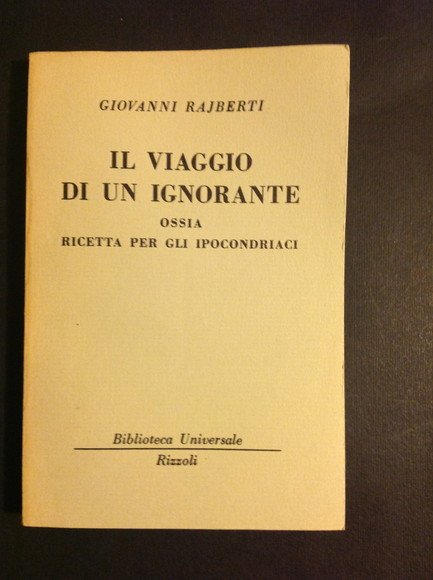 GIOVANNI RAJBERTI
IL VIAGGIO
DI UN IGNORANTE
OSSIA
RICETTA PER GLI IPOCONDRIACI
Biblioteca Universale
Rizzoli